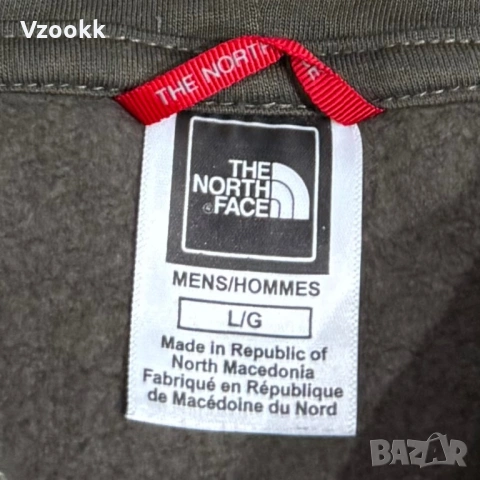 Vzookk
THE NORTH
THE
NORTH
FACE
MENS/HOMMES
L/G
Made in Republic of
North Macedonia
Fabriqué en République
de Macédoine du Nord
BAZAR